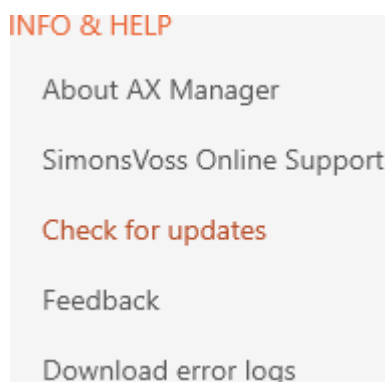 INFO & HELP
About AX Manager
SimonsVoss Online Support
Check for updates
Feedback
Download error logs